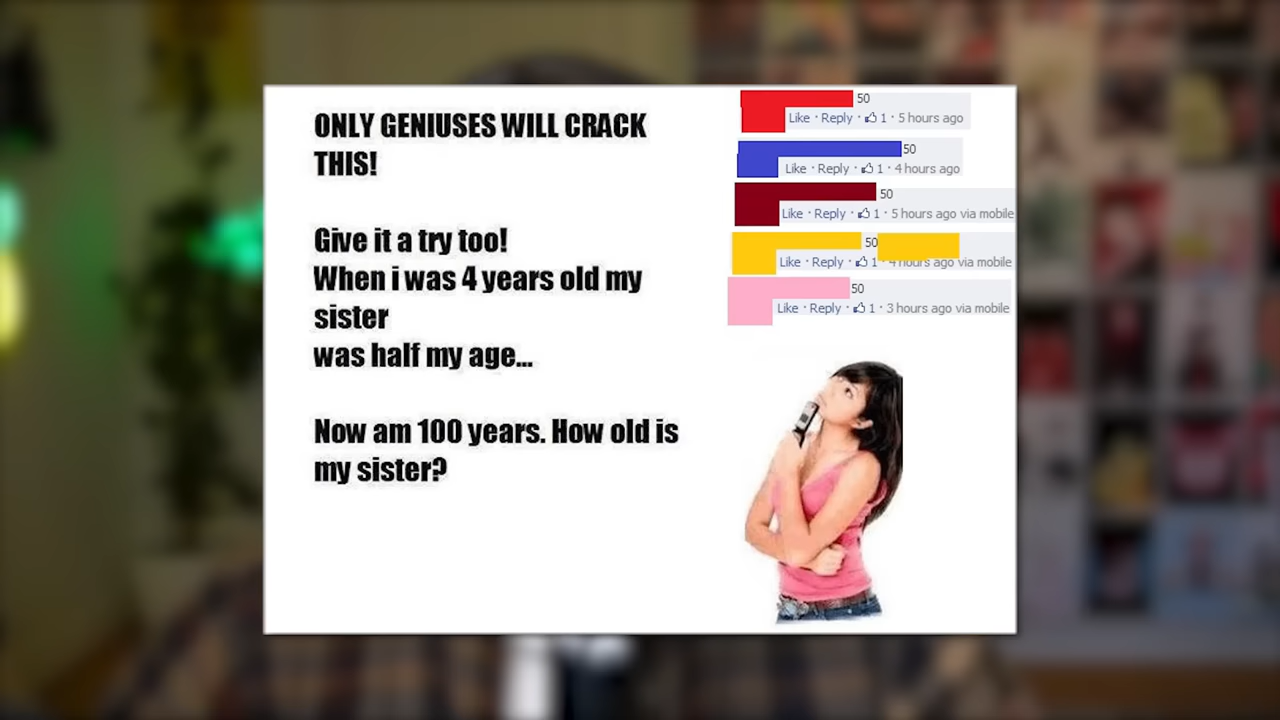 ONLY GENIUSES WILL CRACK
THIS!
Give it a try too!
When i was 4 years old my
sister
was half my age...
Now am 100 years. How old is
my sister?
50
Like · Reply · 1 · 5 hours ago
50
Like · Reply · 1 · 4 hours ago
50
Like · Reply · 1 · 5 hours ago via mobile
50
Like · Reply · 1 · 4 hours ago via mobile
50
Like · Reply · 1 · 3 hours ago via mobile